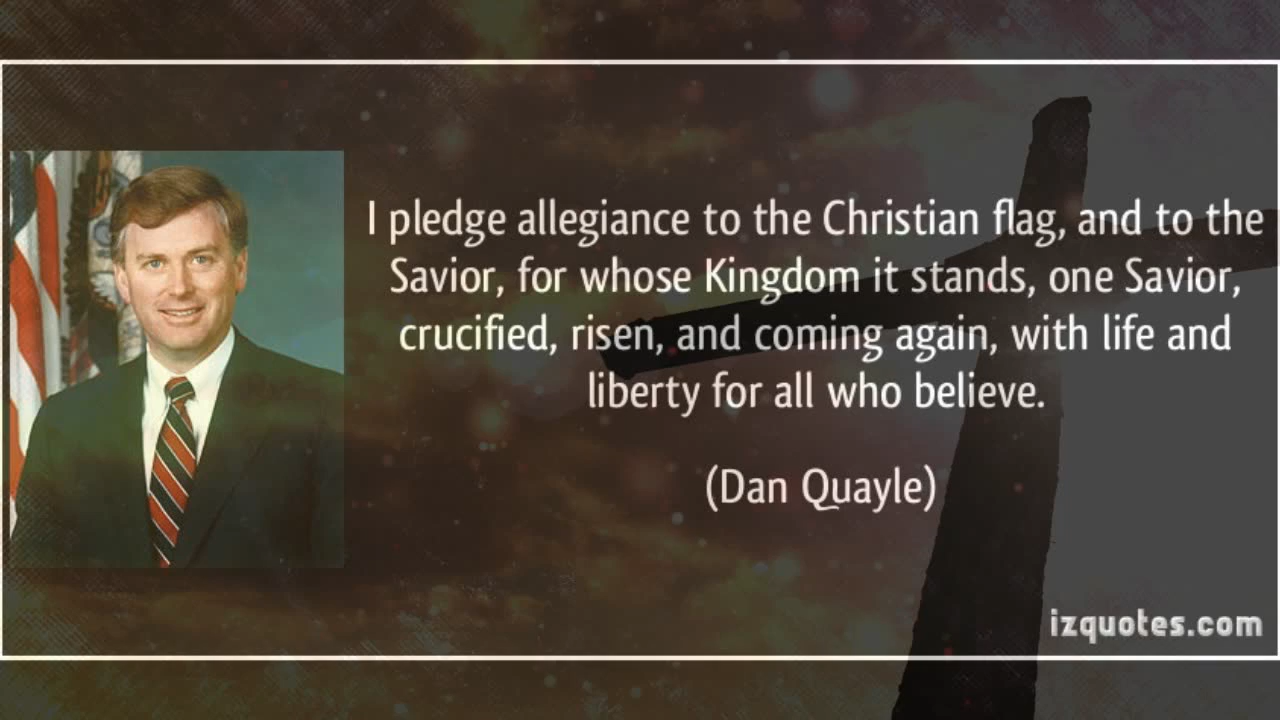 I pledge allegiance to the Christian flag, and to the
Savior, for whose Kingdom it stands, one Savior,
crucified, risen, and coming again, with life and
liberty for all who believe.
(Dan Quayle)
izquotes.com